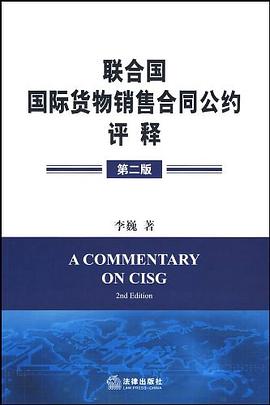 联合国
国际货物销售合同公约
评释
第二版
李巍 著
A COMMENTARY
ON CISG
2nd Edition
法律出版社
LAW PRESS·CHINA